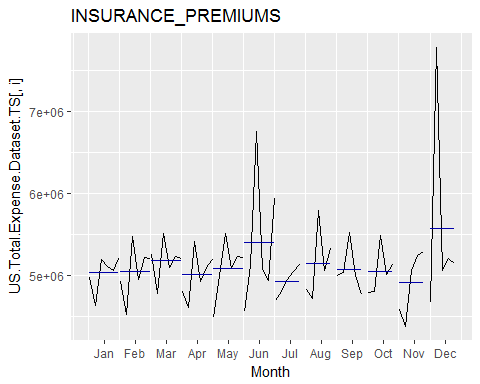 INSURANCE_PREMIUMS
US.Total.Expense.Dataset.TS[, i]
7e+06
6e+06
5e+06
Jan Feb Mar Apr May Jun Jul Aug Sep Oct Nov Dec
Month